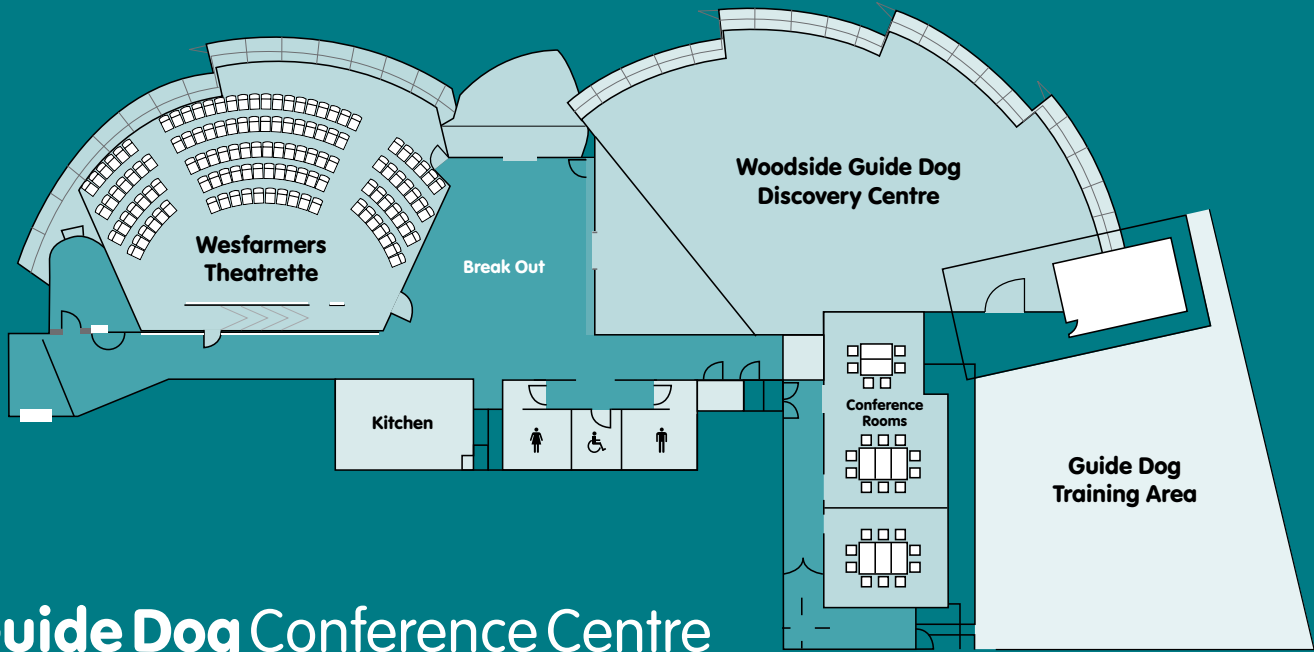 Woodside Guide Dog
Discovery Centre
Wesfarmers
Theatrette
Break Out
Conference
Rooms
Kitchen
Guide Dog
Training Area
Guide Dog Conference Centre